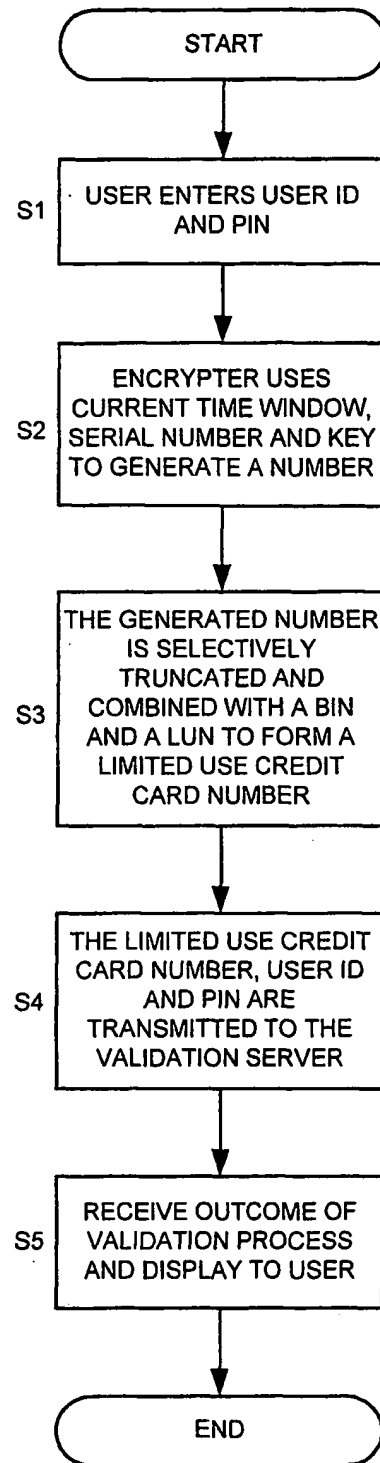 START
S1
USER ENTERS USER ID
AND PIN
S2
ENCRYPTER USES
CURRENT TIME WINDOW,
SERIAL NUMBER AND KEY
TO GENERATE A NUMBER
S3
THE GENERATED NUMBER
IS SELECTIVELY
TRUNCATED AND
COMBINED WITH A BIN
AND A LUN TO FORM A
LIMITED USE CREDIT
CARD NUMBER
S4
THE LIMITED USE CREDIT
CARD NUMBER, USER ID
AND PIN ARE
TRANSMITTED TO THE
VALIDATION SERVER
S5
RECEIVE OUTCOME OF
VALIDATION PROCESS
AND DISPLAY TO USER
END